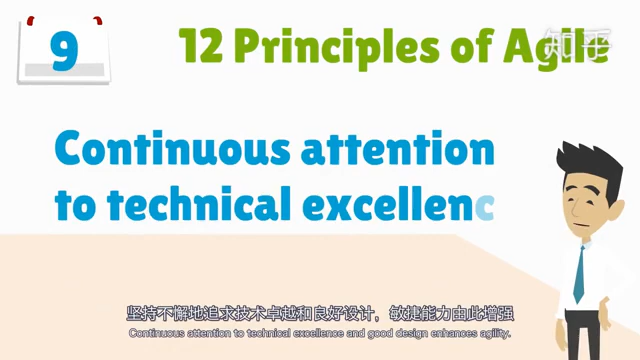 9
12 Principles of Agile
知乎
Continuous attention
to technical excellenc
坚持不懈地追求技术卓越和良好设计，敏捷能力由此增强
Continuous attention to technical excellence and good design enhances agility.